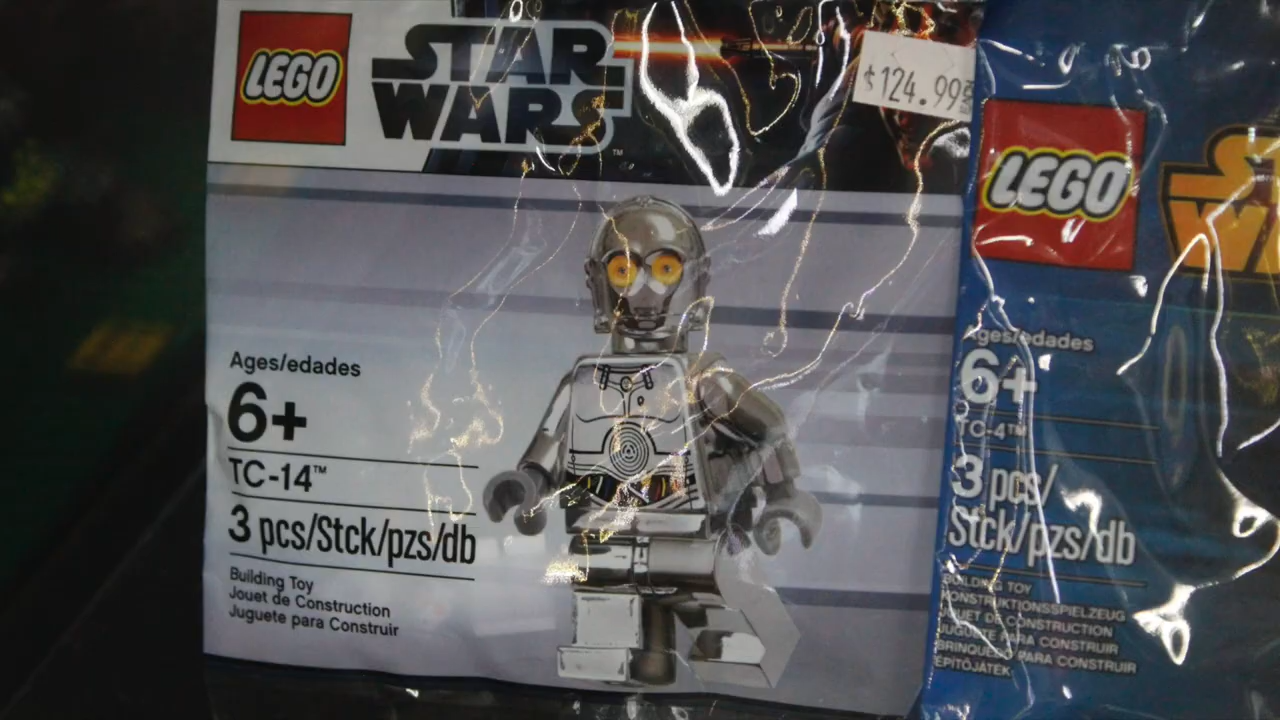 LEGO
STAR
WARS™
$124.99
Ages/edades
6+
TC-14™
3 pcs/Stck/pzs/db
Building Toy
Jouet de Construction
Juguete para Construir
LEGO
Ages/edades
6+
TC-4™
3 pcs/
Stck/pzs/db
BUILDING TOY
KONSTRUKTIONSSPIELZEUG
JOUET DE CONSTRUCTION
JUGUETE PARA CONSTRUIR
BRINQUEDO PARA CONSTRUIR
ÉPÍTŐJÁTÉK